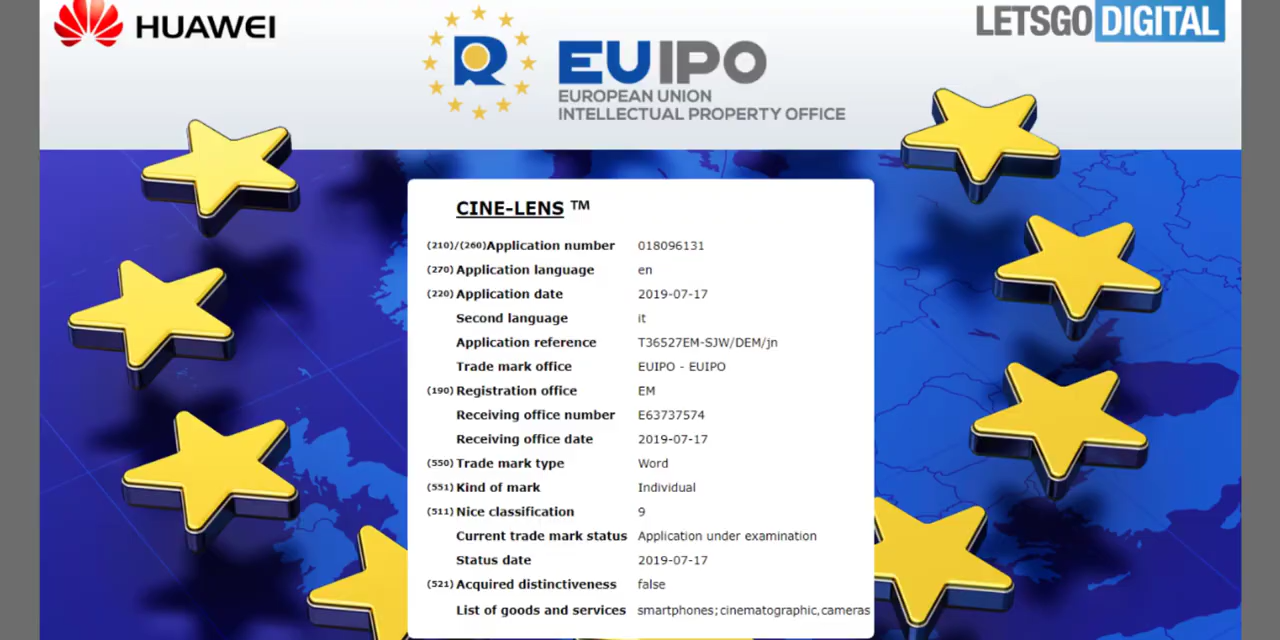 HUAWEI
LETSGODIGITAL
R
EUIPO
EUROPEAN UNION
INTELLECTUAL PROPERTY OFFICE
CINE-LENS ™
(210)/(260)Application number 018096131
(270) Application language en
(220) Application date 2019-07-17
Second language it
Application reference T36527EM-SJW/DEM/jn
Trade mark office EUIPO - EUIPO
(190) Registration office EM
Receiving office number E63737574
Receiving office date 2019-07-17
(550) Trade mark type Word
(551) Kind of mark Individual
(511) Nice classification 9
Current trade mark status Application under examination
Status date 2019-07-17
(521) Acquired distinctiveness false
List of goods and services smartphones;cinematographic,cameras